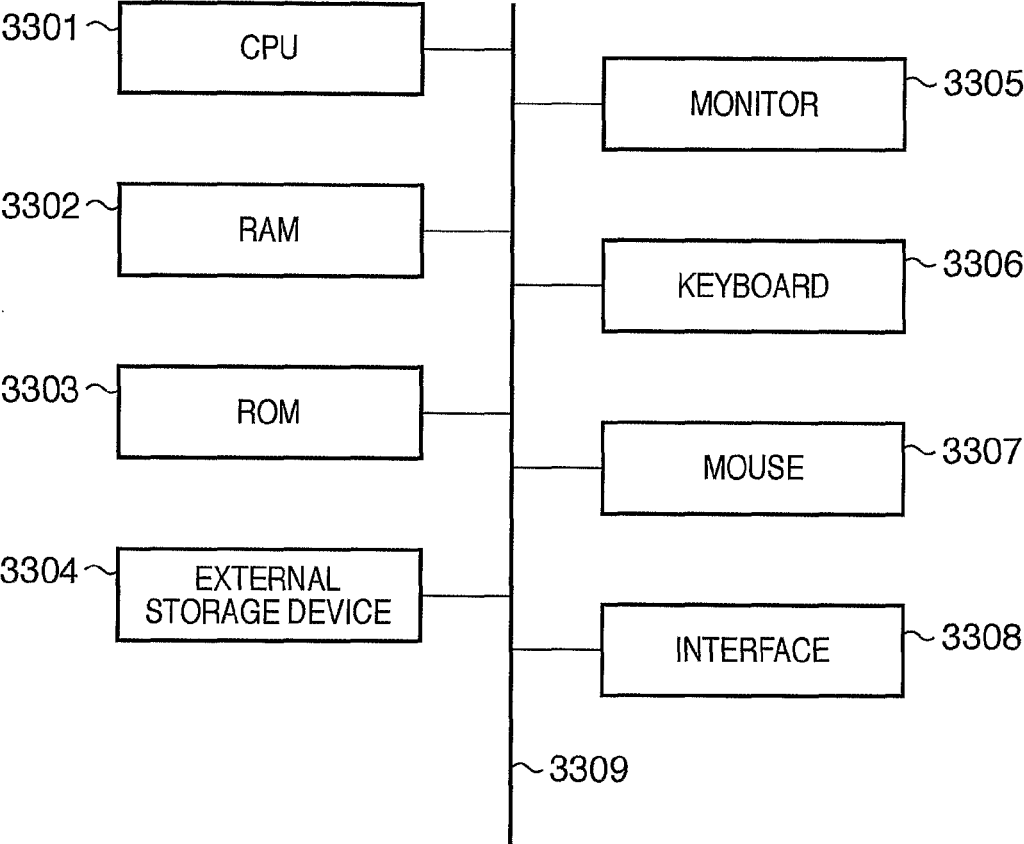 3301
CPU
3305
MONITOR
3302
RAM
3306
KEYBOARD
3303
ROM
3307
MOUSE
3304
EXTERNAL
STORAGE DEVICE
3308
INTERFACE
3309